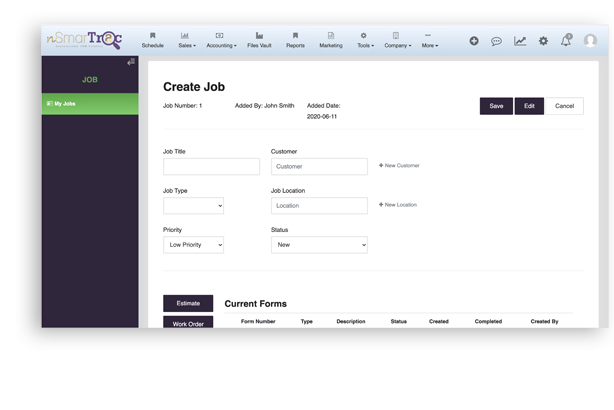 nSmarTrac
Schedule Sales Accounting Files Vault Reports Marketing Tools Company More
JOB
My Jobs
Create Job
Job Number: 1 Added By: John Smith Added Date:
2020-06-11
Save Edit Cancel
Job Title Customer
Customer + New Customer
Job Type Job Location
Location + New Location
Priority Status
Low Priority New
Estimate Current Forms
Work Order Form Number Type Description Status Created Completed Created By